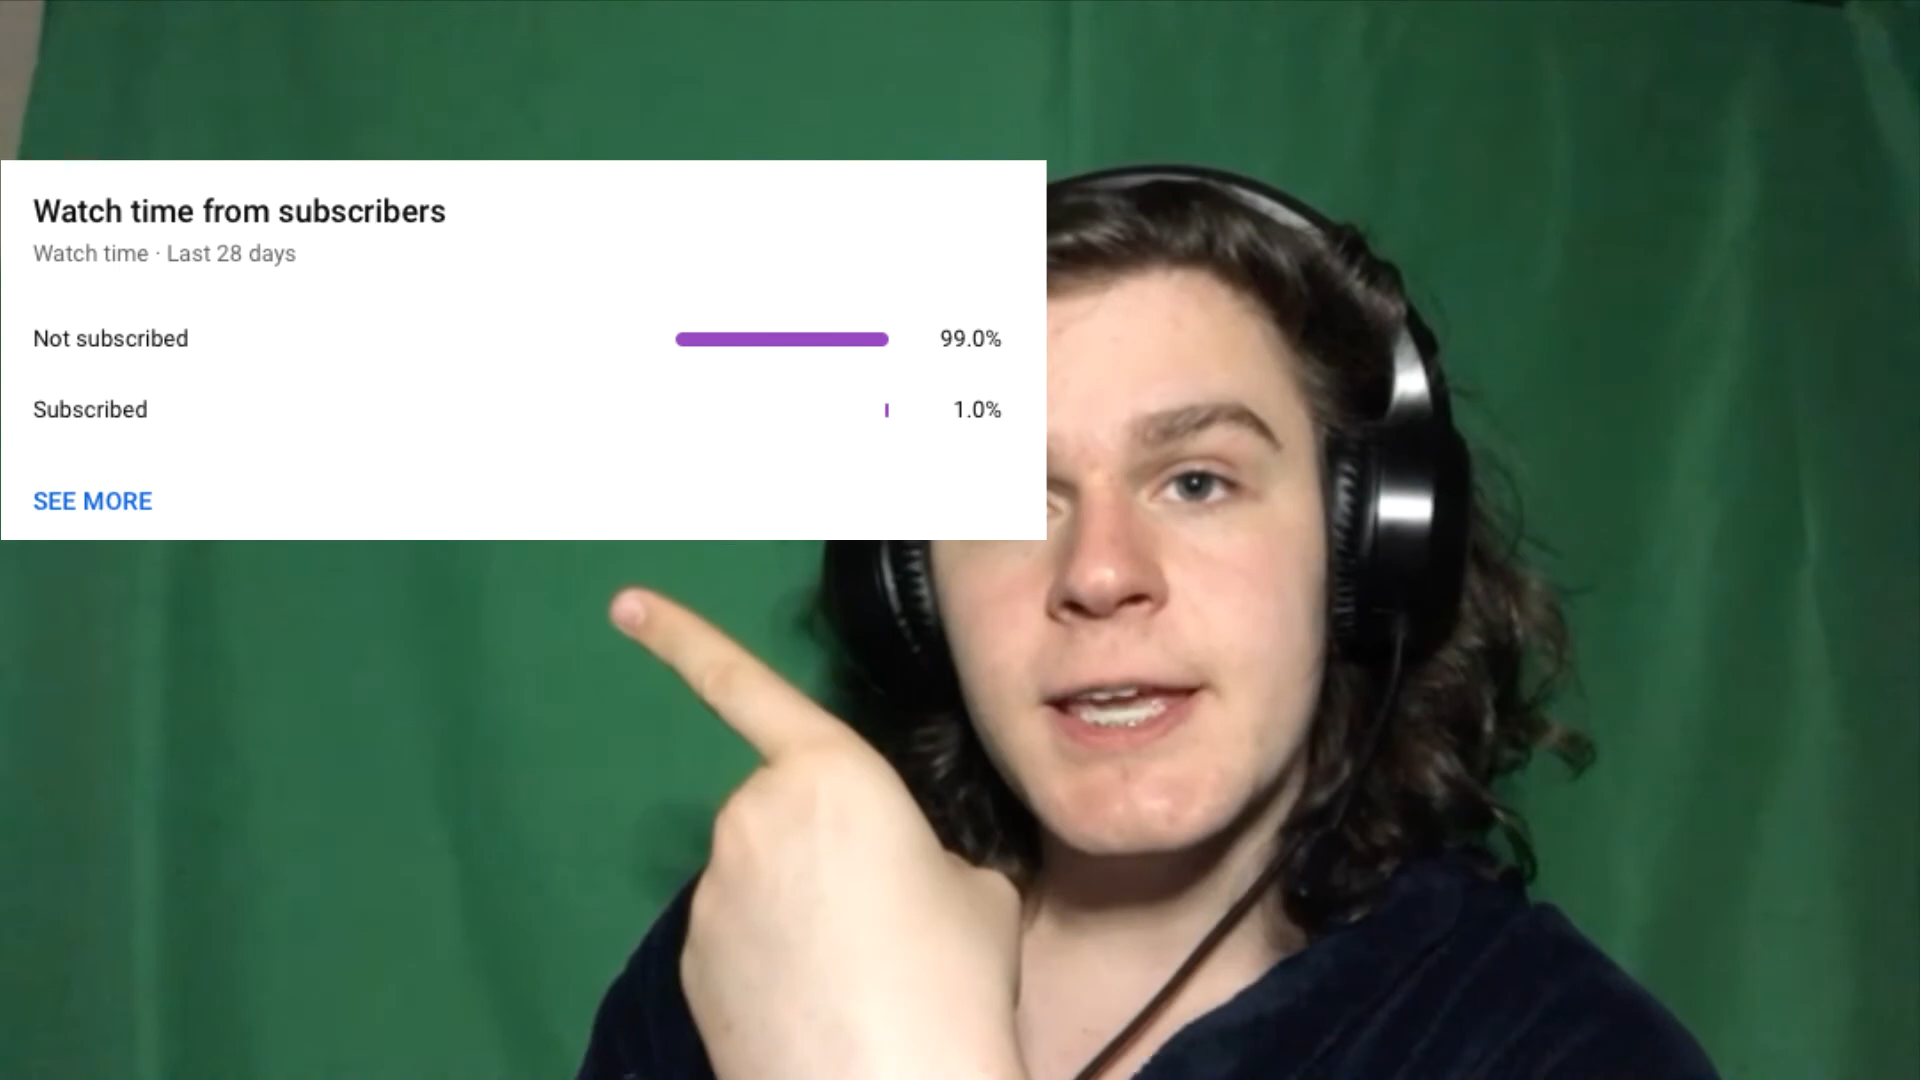 Watch time from subscribers
Watch time · Last 28 days
Not subscribed 99.0%
Subscribed 1.0%
SEE MORE